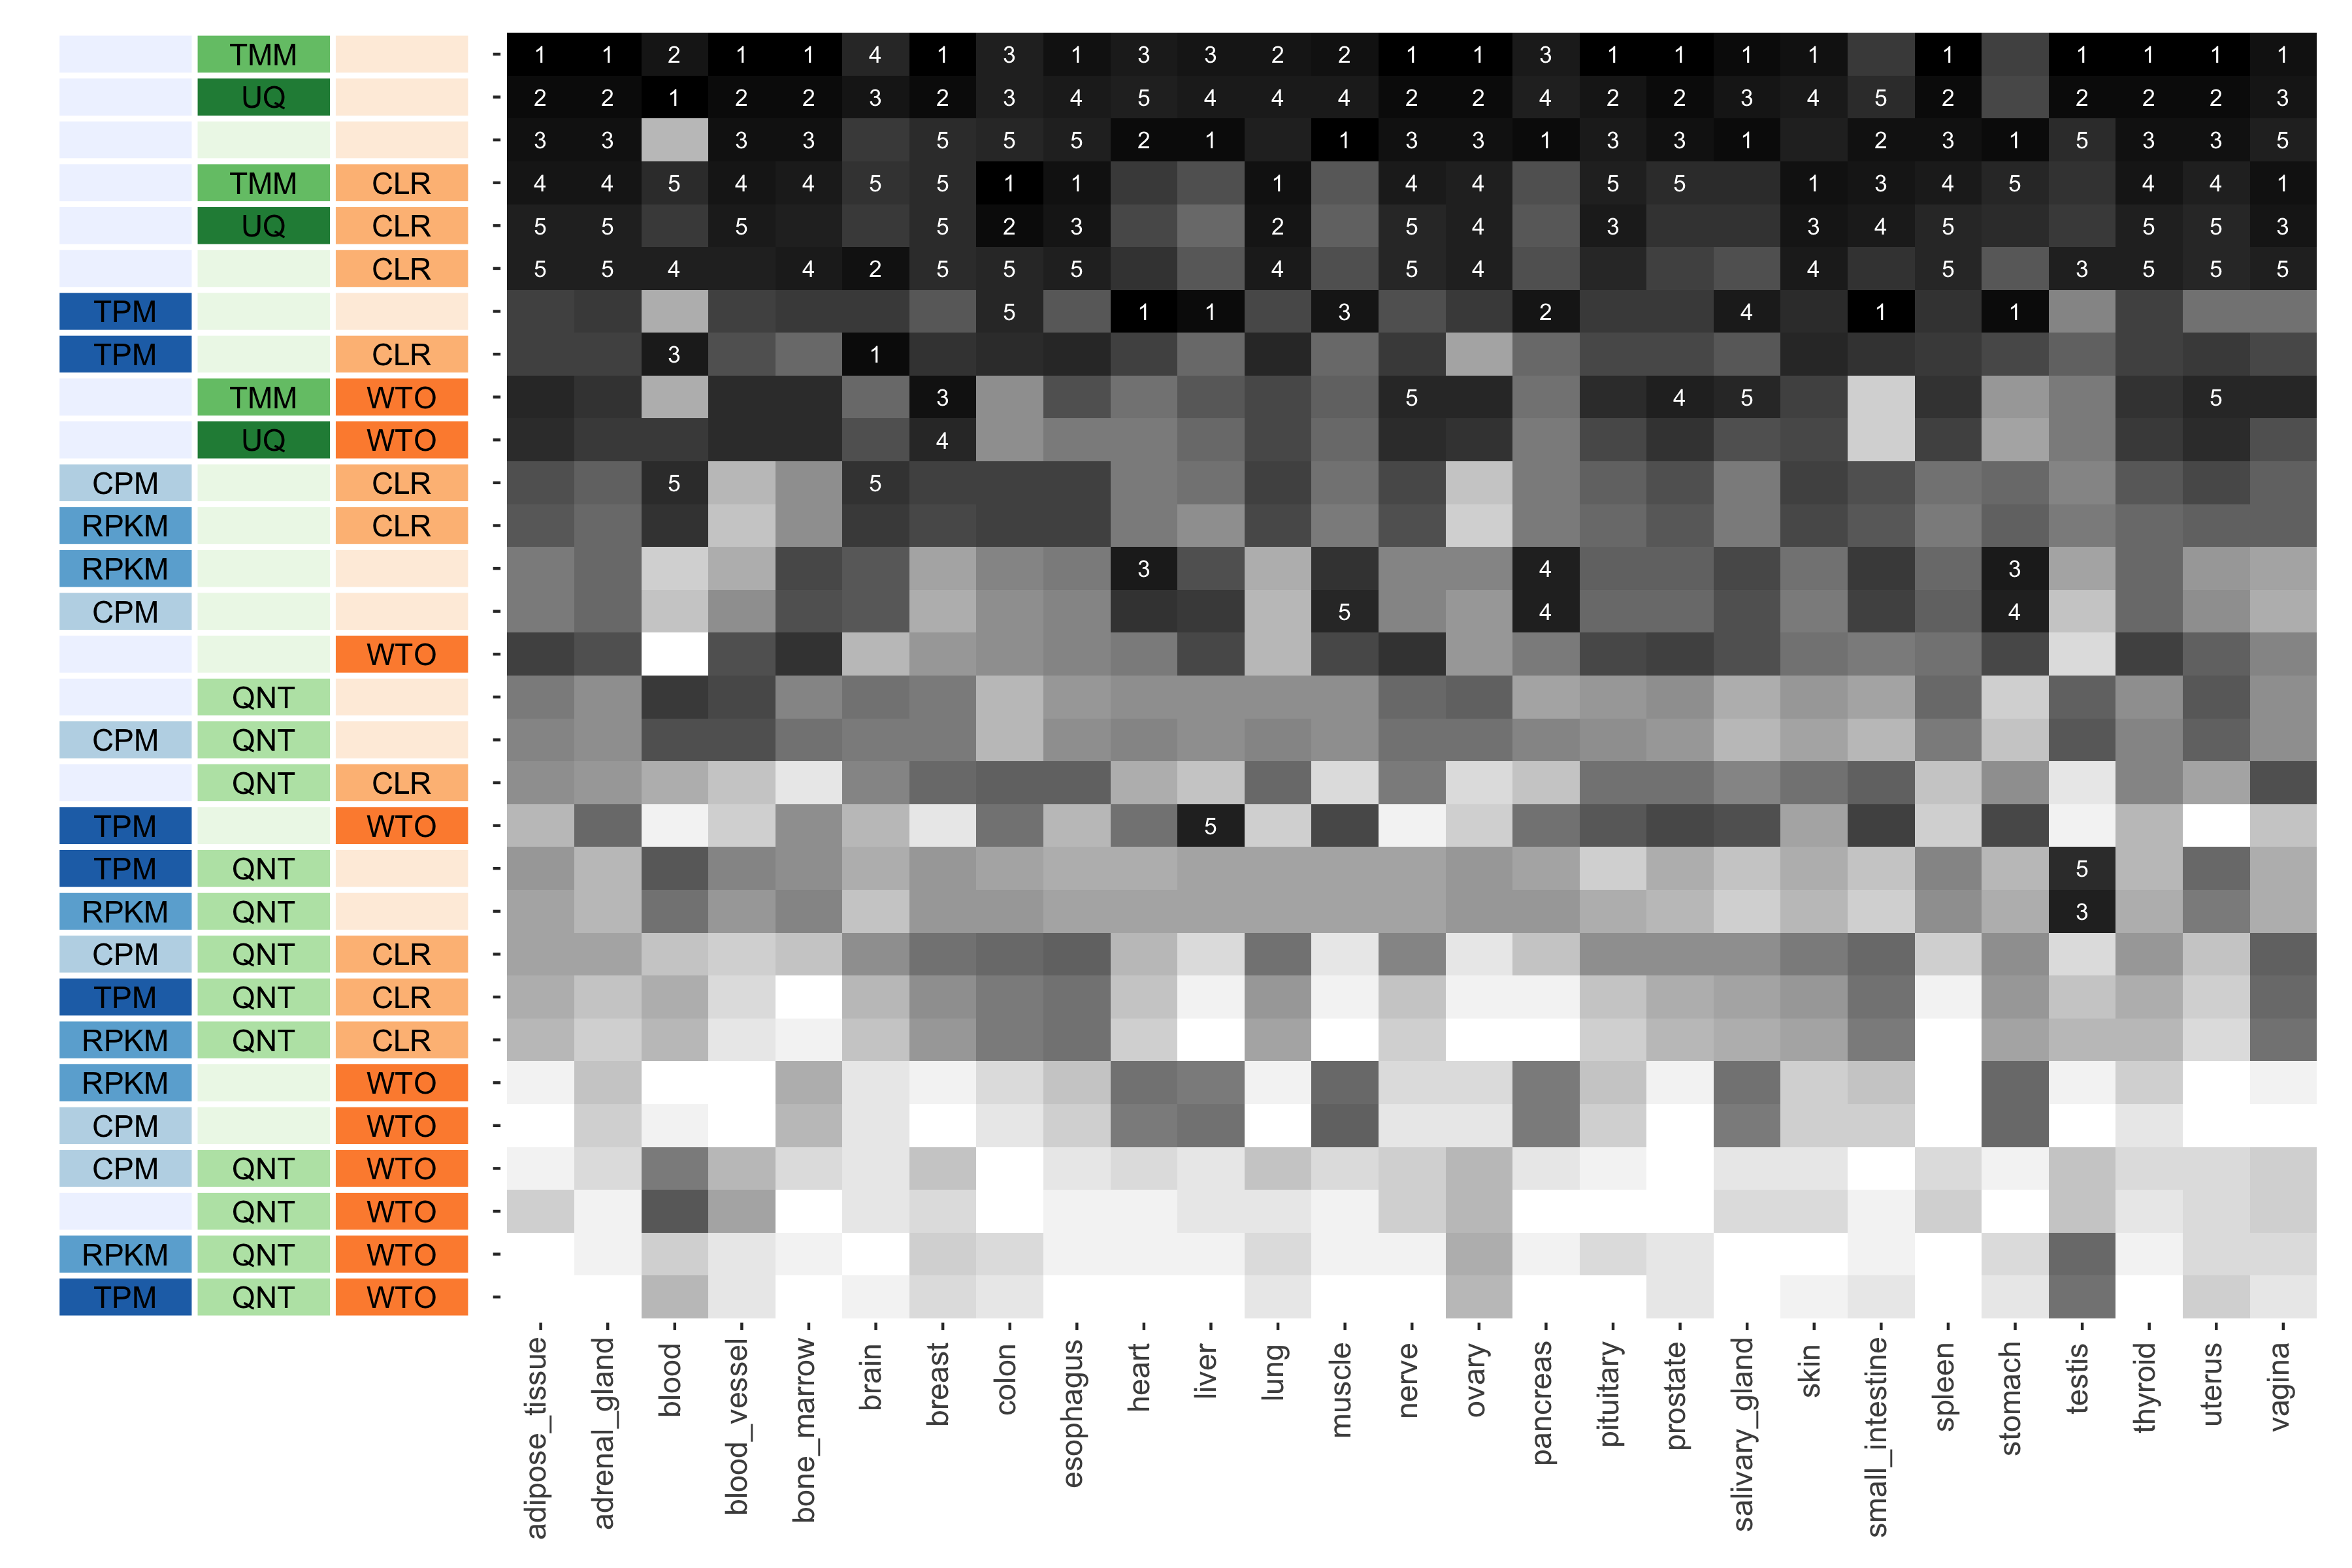 TMM 1 1 2 1 1 4 1 3 1 3 3 2 2 1 1 3 1 1 1 1 1 1 1 1 1
UQ 2 2 1 2 2 3 2 3 4 5 4 4 4 2 2 4 2 2 3 4 5 2 2 2 2 3
3 3 3 3 5 5 5 2 1 1 3 3 1 3 3 1 2 3 1 5 3 3 5
TMM CLR 4 4 5 4 4 5 5 1 1 1 4 4 5 5 1 3 4 5 4 4 1
UQ CLR 5 5 5 5 2 3 2 5 4 3 3 4 5 5 5 3
CLR 5 5 4 4 2 5 5 5 4 5 4 4 5 3 5 5 5
TPM 5 1 1 3 2 4 1 1
TPM CLR 3 1
TMM WTO 3 5 4 5 5
UQ WTO 4
CPM CLR 5 5
RPKM CLR
RPKM 3 4 3
CPM 5 4 4
WTO
QNT
CPM QNT
QNT CLR
TPM WTO 5
TPM QNT 5
RPKM QNT 3
CPM QNT CLR
TPM QNT CLR
RPKM QNT CLR
RPKM WTO
CPM WTO
CPM QNT WTO
QNT WTO
RPKM QNT WTO
TPM QNT WTO
adipose_tissue
adrenal_gland
blood
blood_vessel
bone_marrow
brain
breast
colon
esophagus
heart
liver
lung
muscle
nerve
ovary
pancreas
pituitary
prostate
salivary_gland
skin
small_intestine
spleen
stomach
testis
thyroid
uterus
vagina